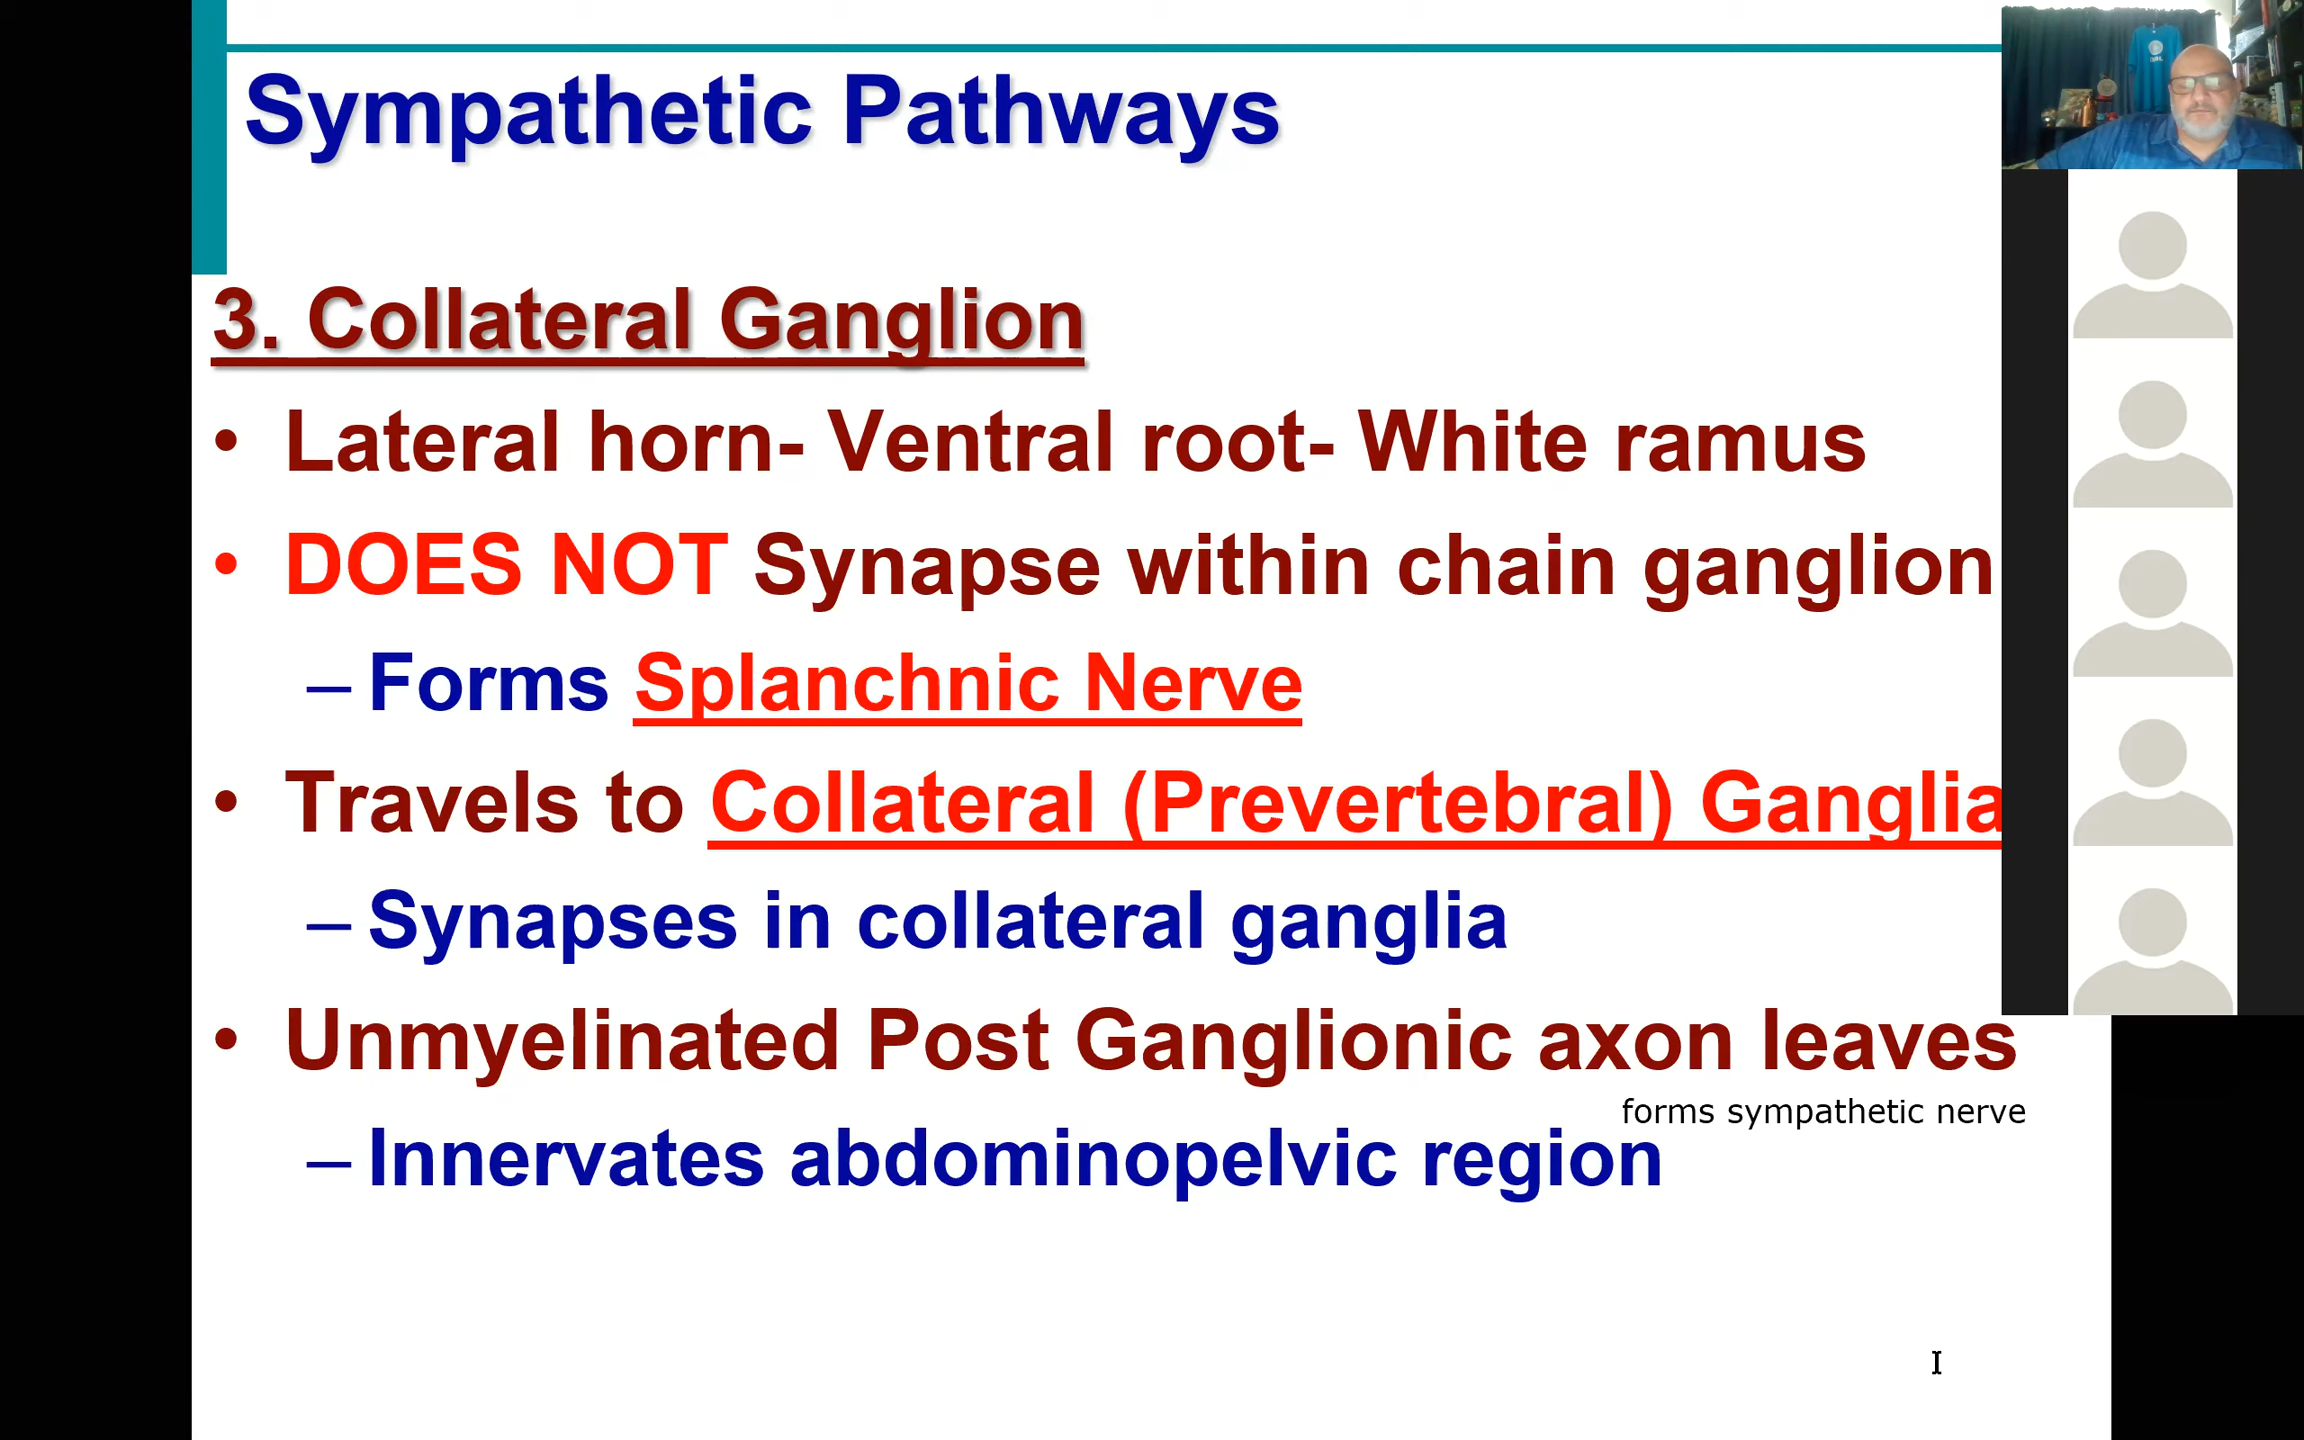 Sympathetic Pathways
3. Collateral Ganglion
• Lateral horn- Ventral root- White ramus
• DOES NOT Synapse within chain ganglion
– Forms Splanchnic Nerve
• Travels to Collateral (Prevertebral) Ganglia
– Synapses in collateral ganglia
• Unmyelinated Post Ganglionic axon leaves
forms sympathetic nerve
– Innervates abdominopelvic region